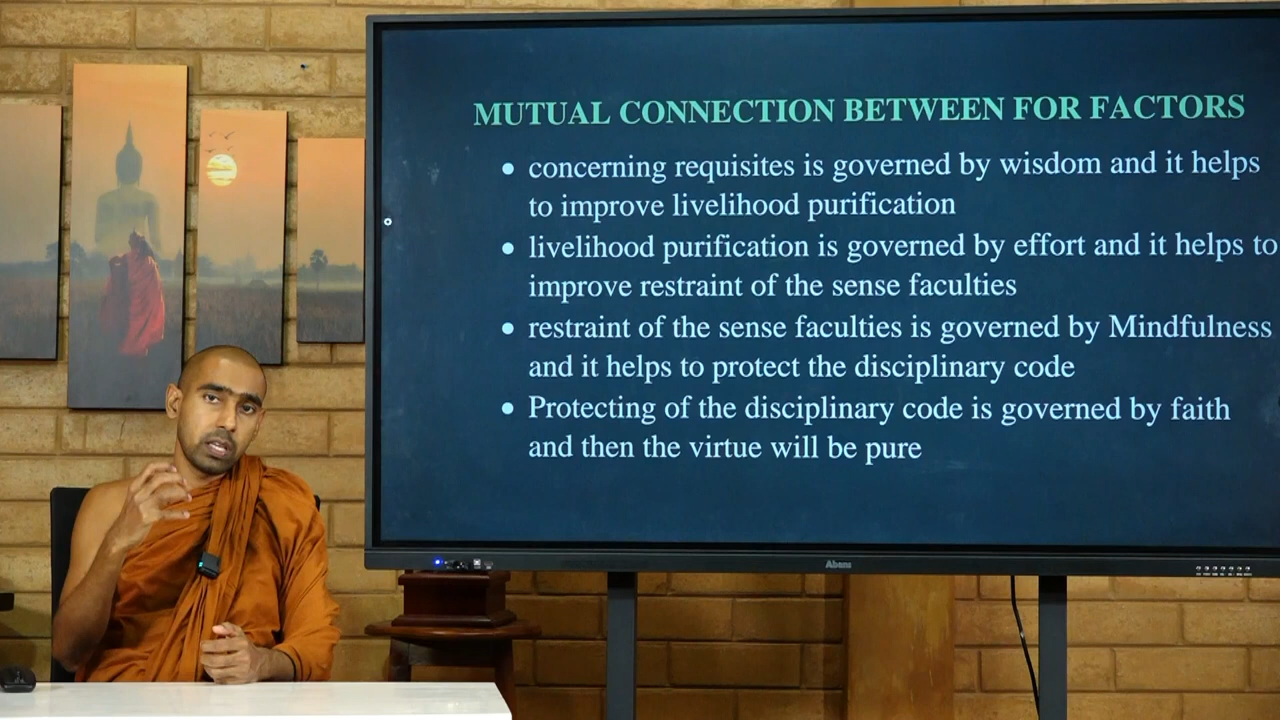 MUTUAL CONNECTION BETWEEN FOR FACTORS
• concerning requisites is governed by wisdom and it helps
to improve livelihood purification
• livelihood purification is governed by effort and it helps to
improve restraint of the sense faculties
• restraint of the sense faculties is governed by Mindfulness
and it helps to protect the disciplinary code
• Protecting of the disciplinary code is governed by faith
and then the virtue will be pure
Abans